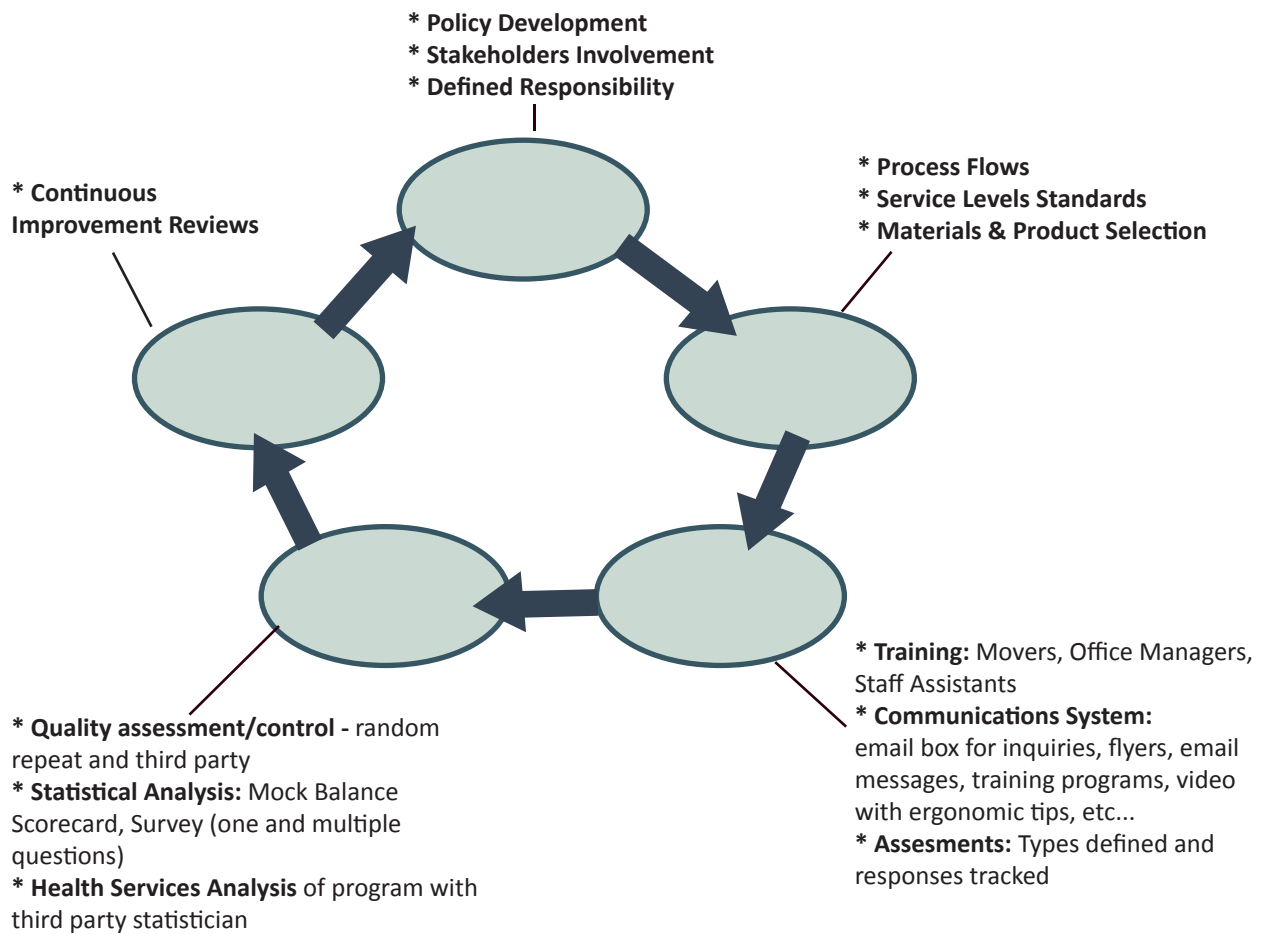 * Policy Development
* Stakeholders Involvement
* Defined Responsibility
* Process Flows
* Service Levels Standards
* Materials & Product Selection
* Continuous
Improvement Reviews
* Training: Movers, Office Managers,
Staff Assistants
* Communications System:
email box for inquiries, flyers, email
messages, training programs, video
with ergonomic tips, etc...
* Assesments: Types defined and
responses tracked
* Quality assessment/control - random
repeat and third party
* Statistical Analysis: Mock Balance
Scorecard, Survey (one and multiple
questions)
* Health Services Analysis of program with
third party statistician